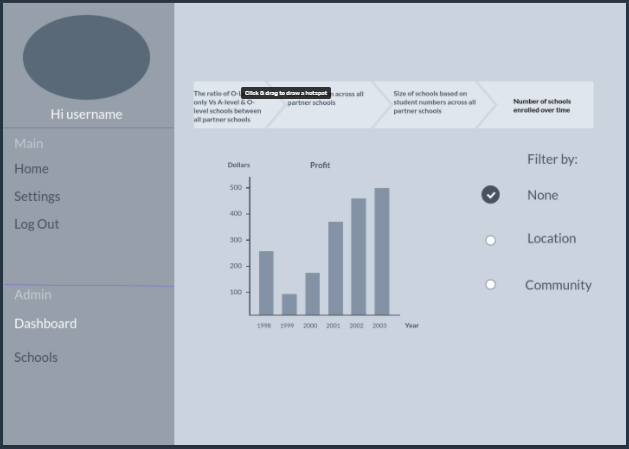 Hi username
Main
Home
Settings
Log Out
Admin
Dashboard
Schools
The ratio of O-
only Vs A-level & O-
level schools between
all partner schools
Click & drag to draw a hotspot
across all
partner schools
Size of schools based on
student numbers across all
partner schools
Number of schools
enrolled over time
Dollars
Profit
500
400
300
200
100
1998 1999 2000 2001 2002 2003 Year
Filter by:
None
Location
Community